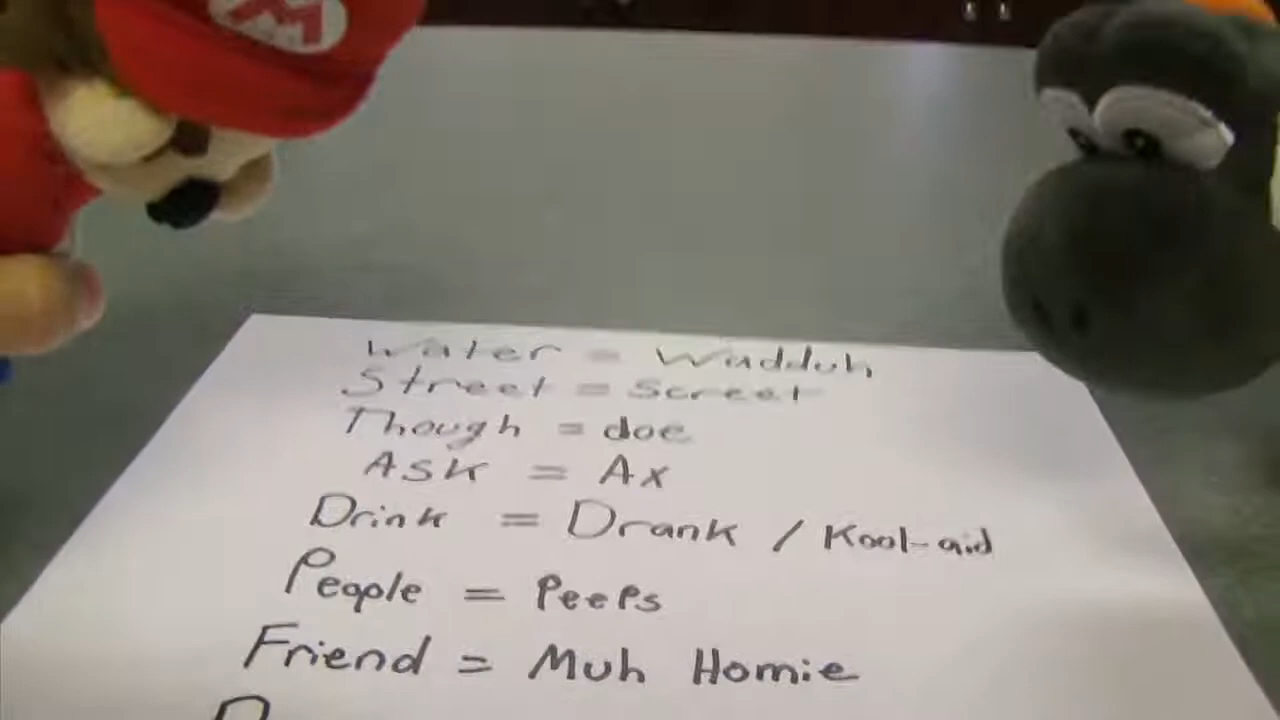 M
Water = Wadduh
Street = Screet
Though = doe
Ask = Ax
Drink = Drank / Kool-aid
People = Peeps
Friend = Muh Homie